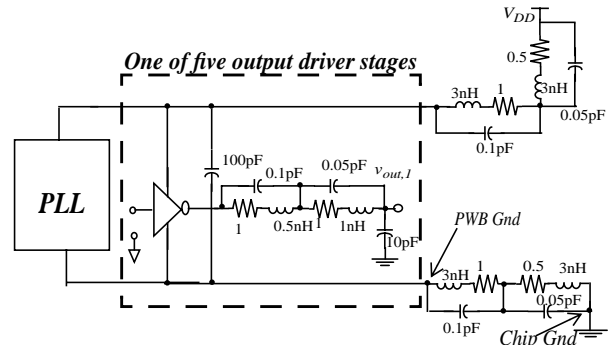 V_DD
One of five output driver stages
0.5
3nH
1
3nH
0.05pF
0.1pF
100pF
0.1pF
0.05pF
v_out,1
PLL
1
0.5nH
1
1nH
10pF
PWB Gnd
3nH
1
0.5
3nH
0.1pF
0.05pF
Chip Gnd